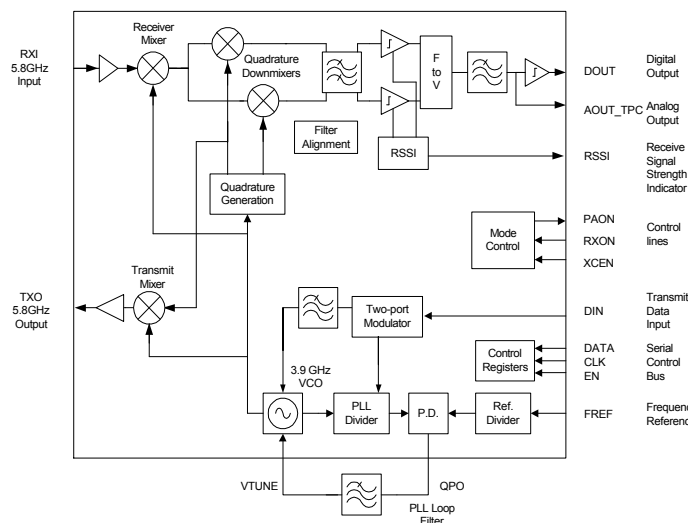 RXI
5.8GHz
Input
Receiver
Mixer
Quadrature
Downmixers
F
to
V
DOUT
Digital
Output
AOUT_TPC
Analog
Output
Filter
Alignment
RSSI
RSSI
Receive
Signal
Strength
Indicator
Quadrature
Generation
Mode
Control
PAON
RXON
XCEN
Control
lines
TXO
5.8GHz
Output
Transmit
Mixer
Two-port
Modulator
DIN
Transmit
Data
Input
3.9 GHz
VCO
Control
Registers
DATA
CLK
EN
Serial
Control
Bus
PLL
Divider
P.D.
Ref.
Divider
FREF
Frequenc
Referenc
VTUNE
QPO
PLL Loop
Filter